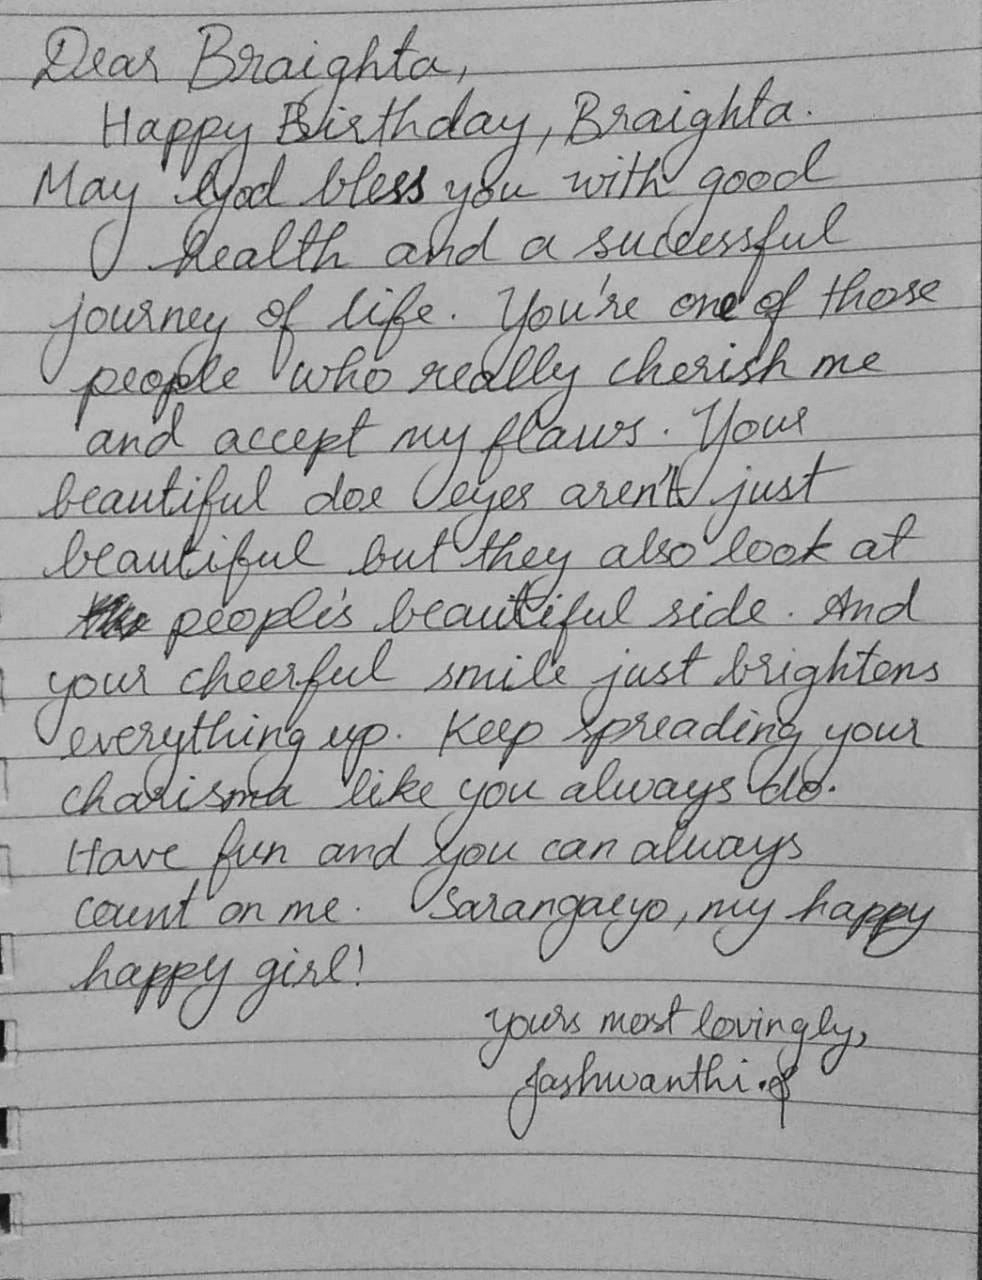 Dear Braighta,
Happy Birthday, Braighta.
May God bless you with good
health and a successful
journey of life. You're one of those
people who really cherish me
and accept my flaws. Your
beautiful doe eyes aren't just
beautiful but they also look at
people's beautiful side. And
your cheerful smile just brightens
everything up. Keep spreading your
charisma like you always do.
Have fun and you can always
count on me. Sarangaeyo, my happy
happy girl!
yours most lovingly,
Jashwanthi.